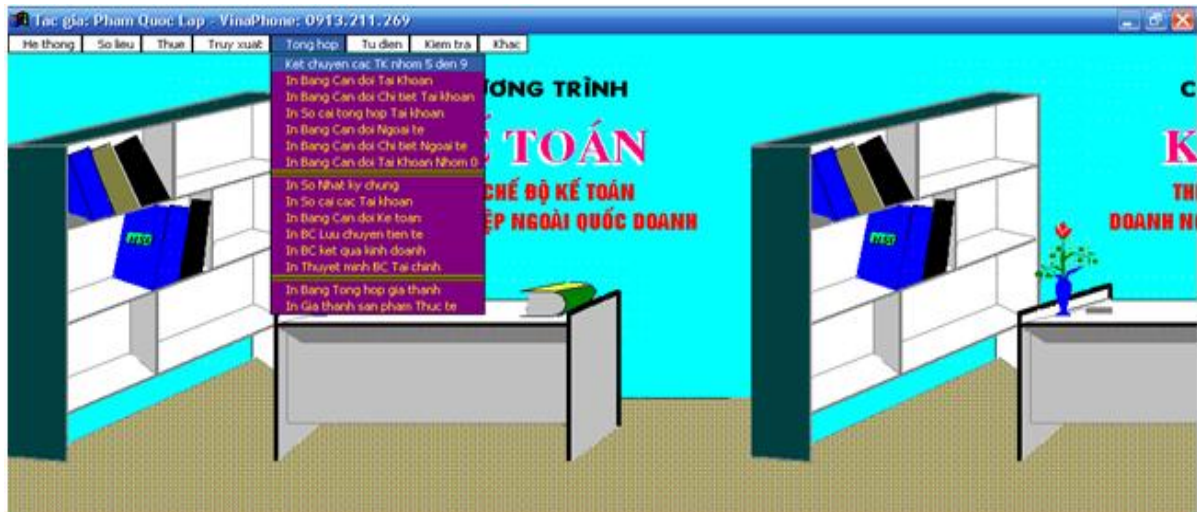 Tac gia: Pham Quoc Lap - VinaPhone: 0913.211.269
He thong So lieu Thue Truy xuat Tong hop Tu dien Kiem tra Khac
Ket chuyen cac TK nhom 5 den 9
In Bang Can doi Tai Khoan
In Bang Can doi Chi tiet Tai khoan
In So cai tong hop Tai khoan
In Bang Can doi Ngoai te
In Bang Can doi Chi tiet Ngoai te
In Bang Can doi Tai Khoan Nhom 0
In So Nhat ky chung
In So cai cac Tai khoan
In Bang Can doi Ke toan
In BC Luu chuyen tien te
In BC ket qua kinh doanh
In Thuyet minh BC Tai chinh
In Bang Tong hop gia thanh
In Gia thanh san pham Thuc te
ƯƠNG TRÌNH
Ế TOÁN
CHẾ ĐỘ KẾ TOÁN
ỆP NGOÀI QUỐC DOANH
C
K
TH
DOANH N